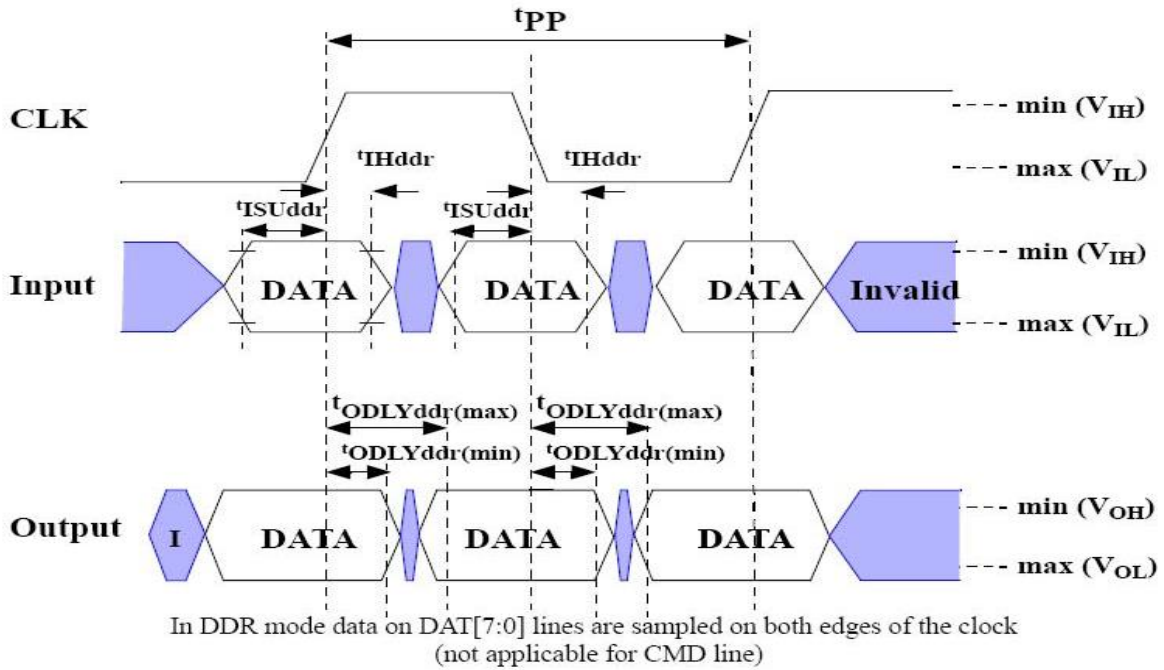 tPP
CLK
min (VIH)
max (VIL)
tIHddr
tIHddr
tISUddr
tISUddr
Input
DATA
DATA
DATA
Invalid
min (VIH)
max (VIL)
tODLYddr(max)
tODLYddr(max)
tODLYddr(min)
tODLYddr(min)
Output
I
DATA
DATA
DATA
min (VOH)
max (VOL)
In DDR mode data on DAT[7:0] lines are sampled on both edges of the clock
(not applicable for CMD line)